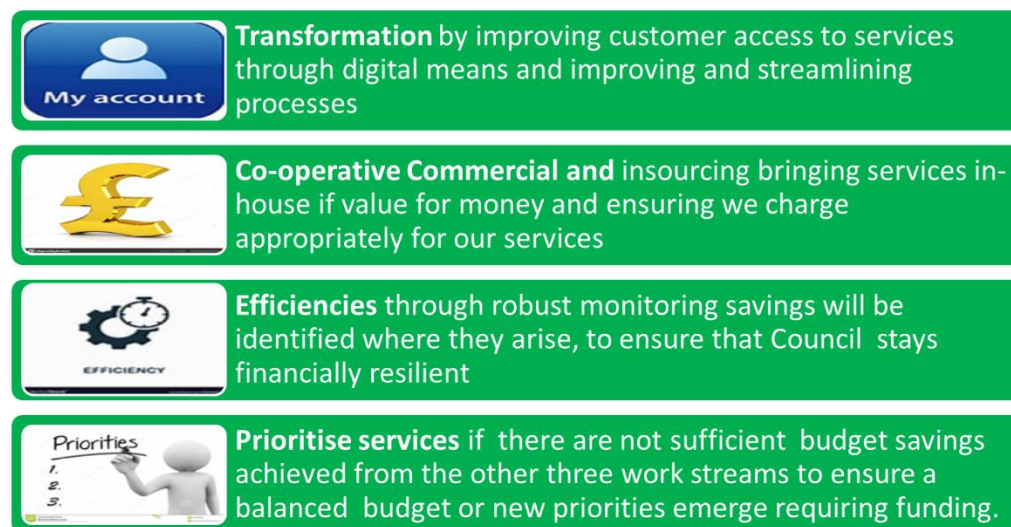 My account
Transformation by improving customer access to services
through digital means and improving and streamlining
processes
Co-operative Commercial and insourcing bringing services in-
house if value for money and ensuring we charge
appropriately for our services
EFFICIENCY
Efficiencies through robust monitoring savings will be
identified where they arise, to ensure that Council  stays
financially resilient
Priorities
1.
2.
3.
Prioritise services if  there are not sufficient  budget savings
achieved from the other three work streams to ensure a
balanced  budget or new priorities emerge requiring funding.